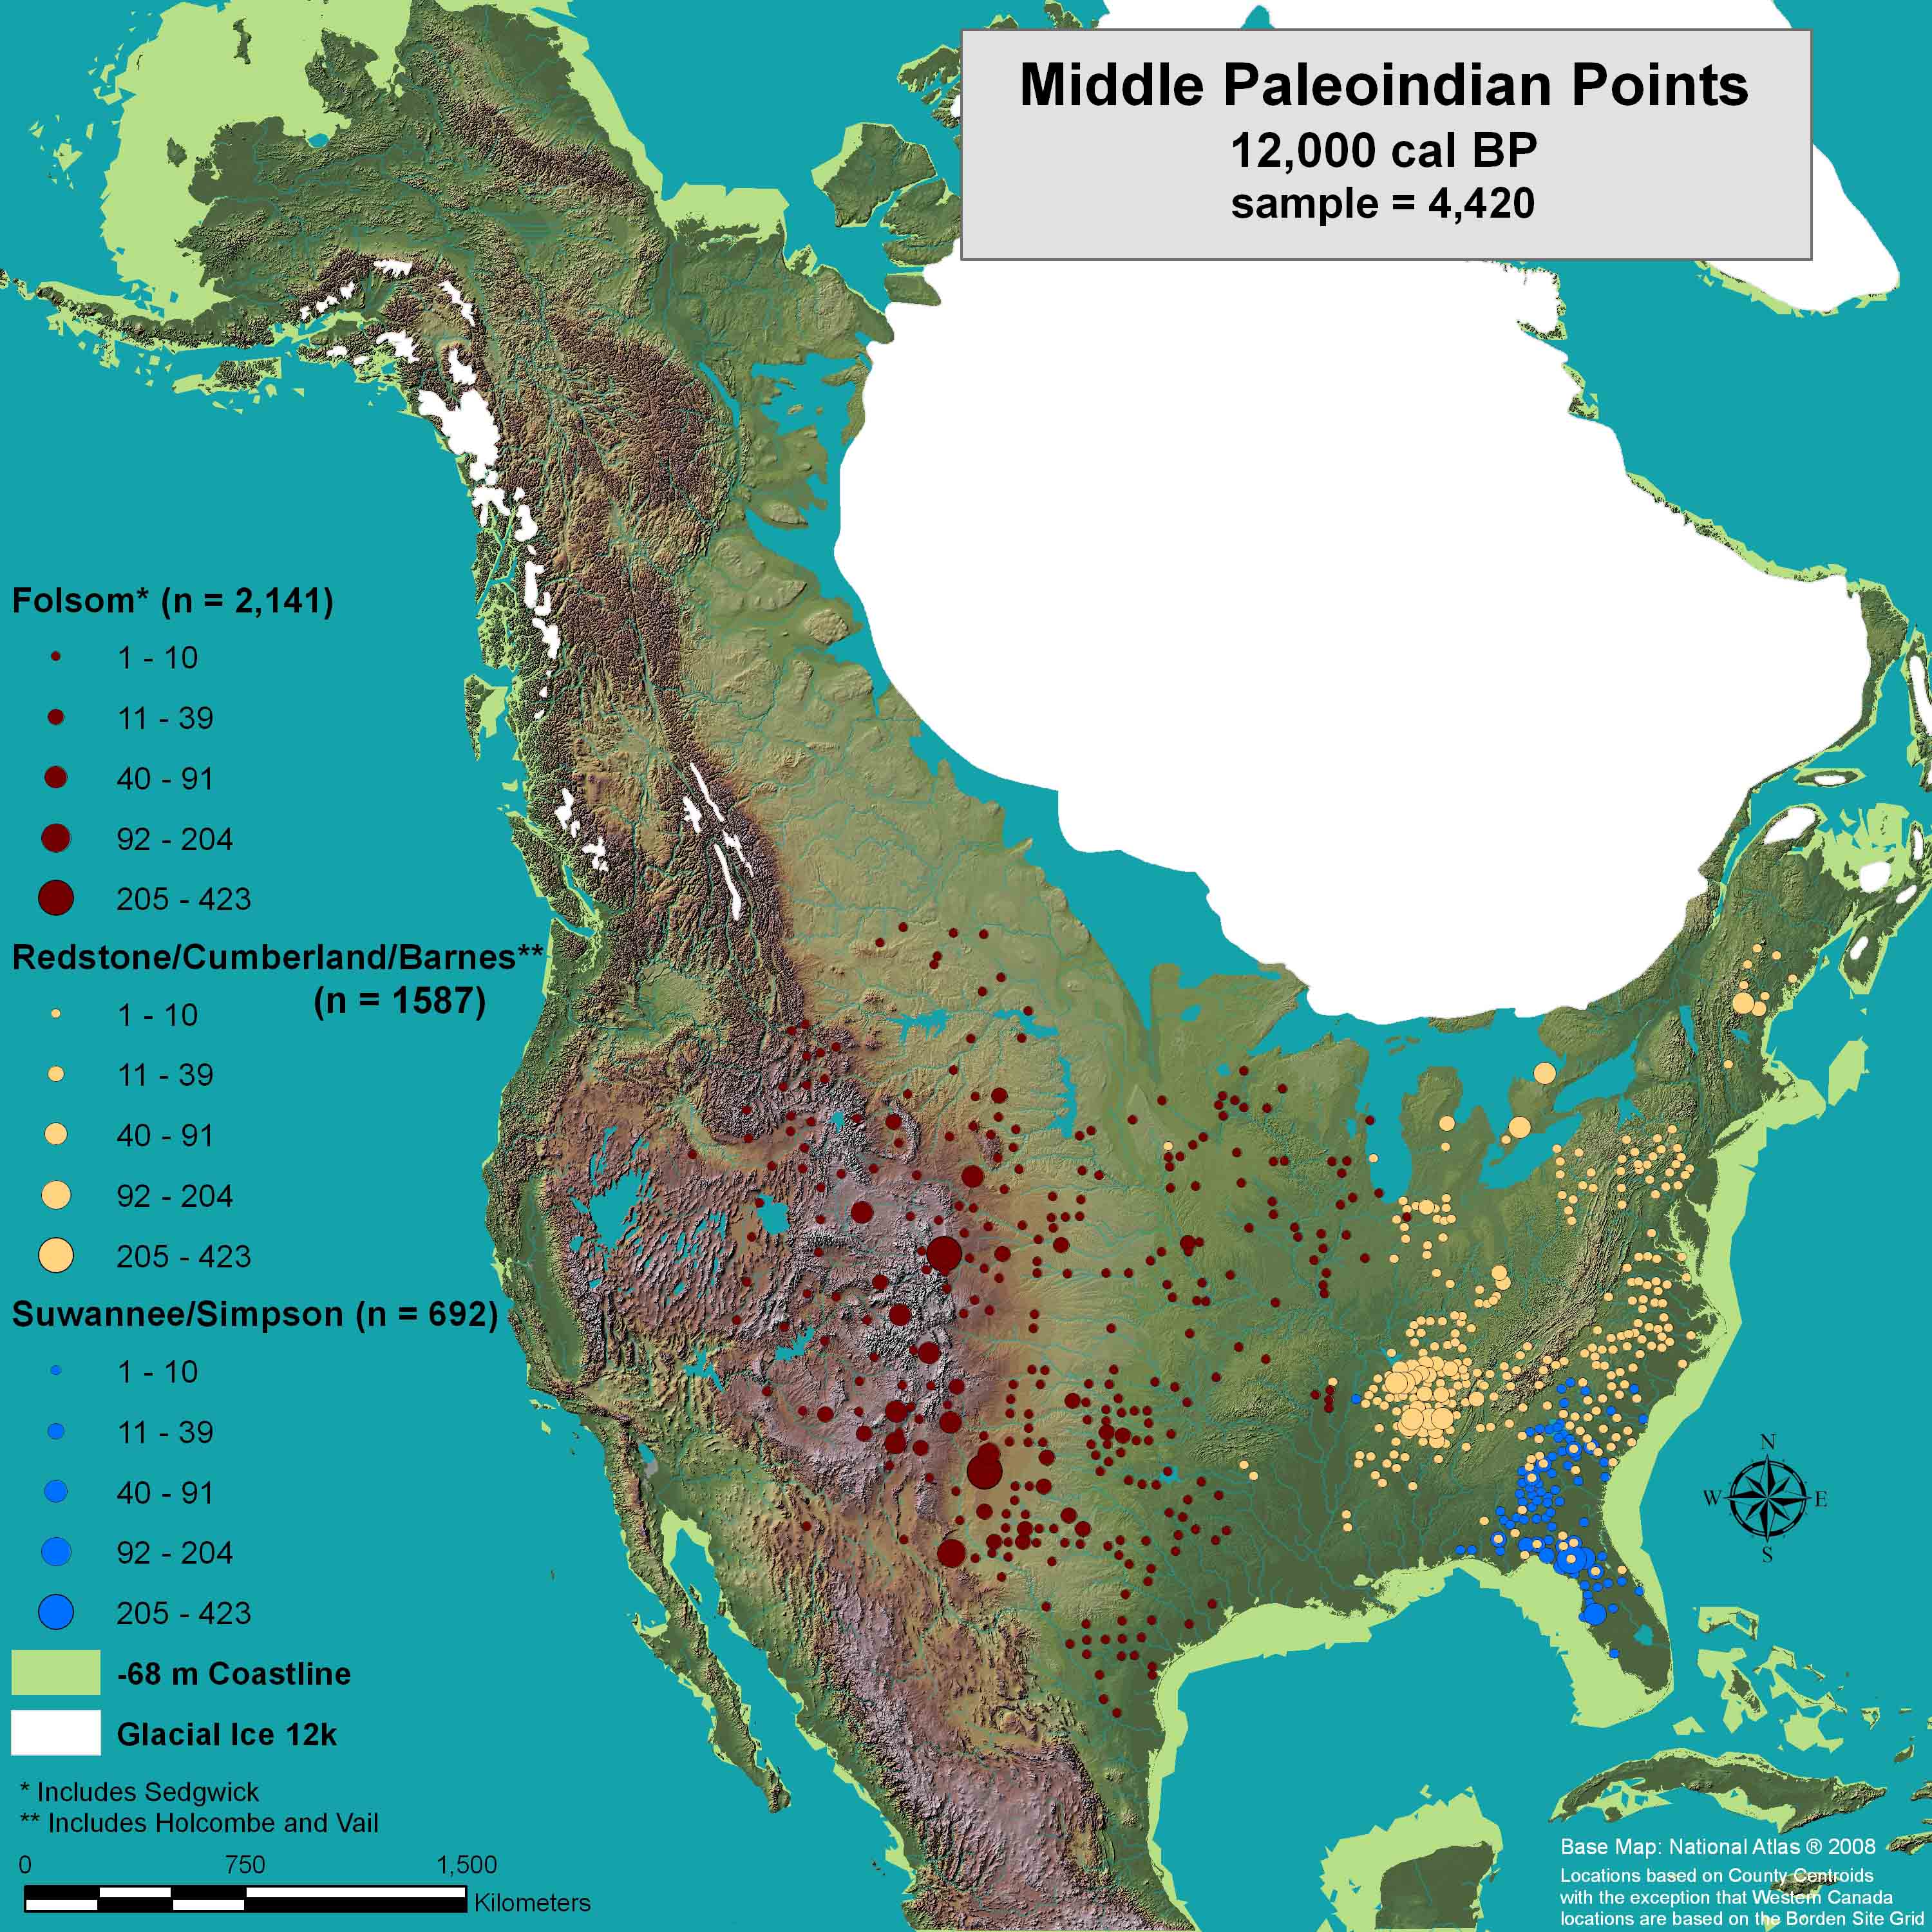 Middle Paleoindian Points
12,000 cal BP
sample = 4,420
Folsom* (n = 2,141)
1 - 10
11 - 39
40 - 91
92 - 204
205 - 423
Redstone/Cumberland/Barnes**
(n = 1587)
1 - 10
11 - 39
40 - 91
92 - 204
205 - 423
Suwannee/Simpson (n = 692)
1 - 10
11 - 39
40 - 91
92 - 204
205 - 423
-68 m Coastline
Glacial Ice 12k
* Includes Sedgwick
** Includes Holcombe and Vail
0 750 1,500
Kilometers
N
W E
S
Base Map: National Atlas ® 2008
Locations based on County Centroids
with the exception that Western Canada
locations are based on the Borden Site Grid